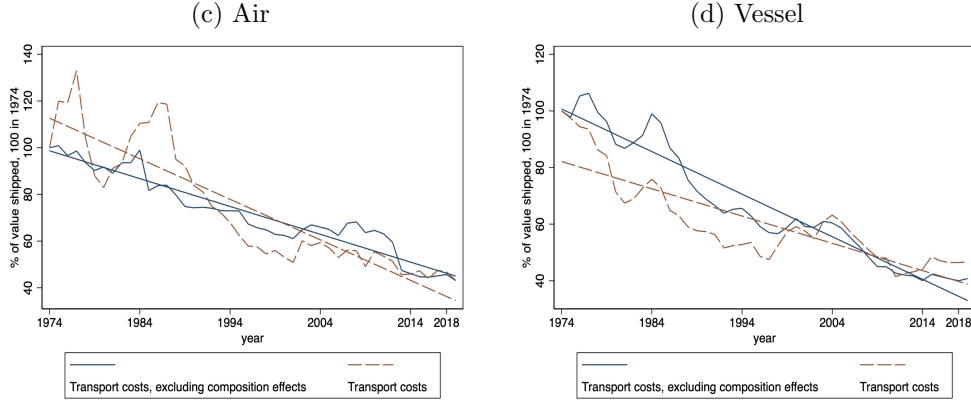 (c) Air
% of value shipped, 100 in 1974
140
120
100
80
60
40
1974
1984
1994
2004
2014
2018
year
Transport costs, excluding composition effects
Transport costs
(d) Vessel
% of value shipped, 100 in 1974
120
100
80
60
40
1974
1984
1994
2004
2014
2018
year
Transport costs, excluding composition effects
Transport costs